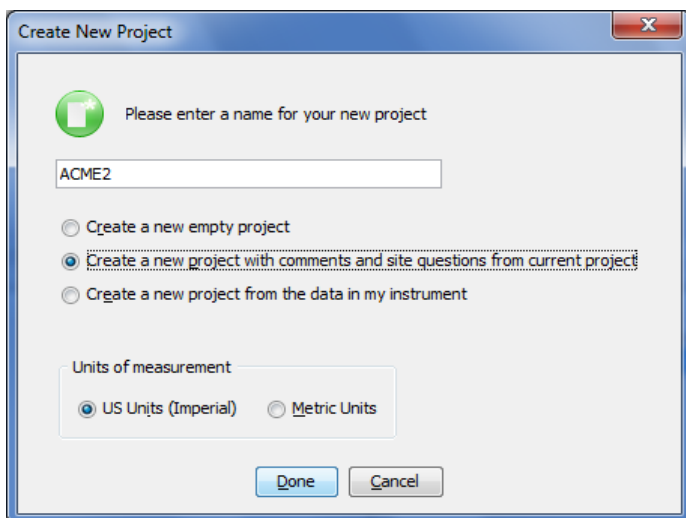 Create New Project
Please enter a name for your new project
ACME2
Create a new empty project
Create a new project with comments and site questions from current project
Create a new project from the data in my instrument
Units of measurement
US Units (Imperial) Metric Units
Done Cancel